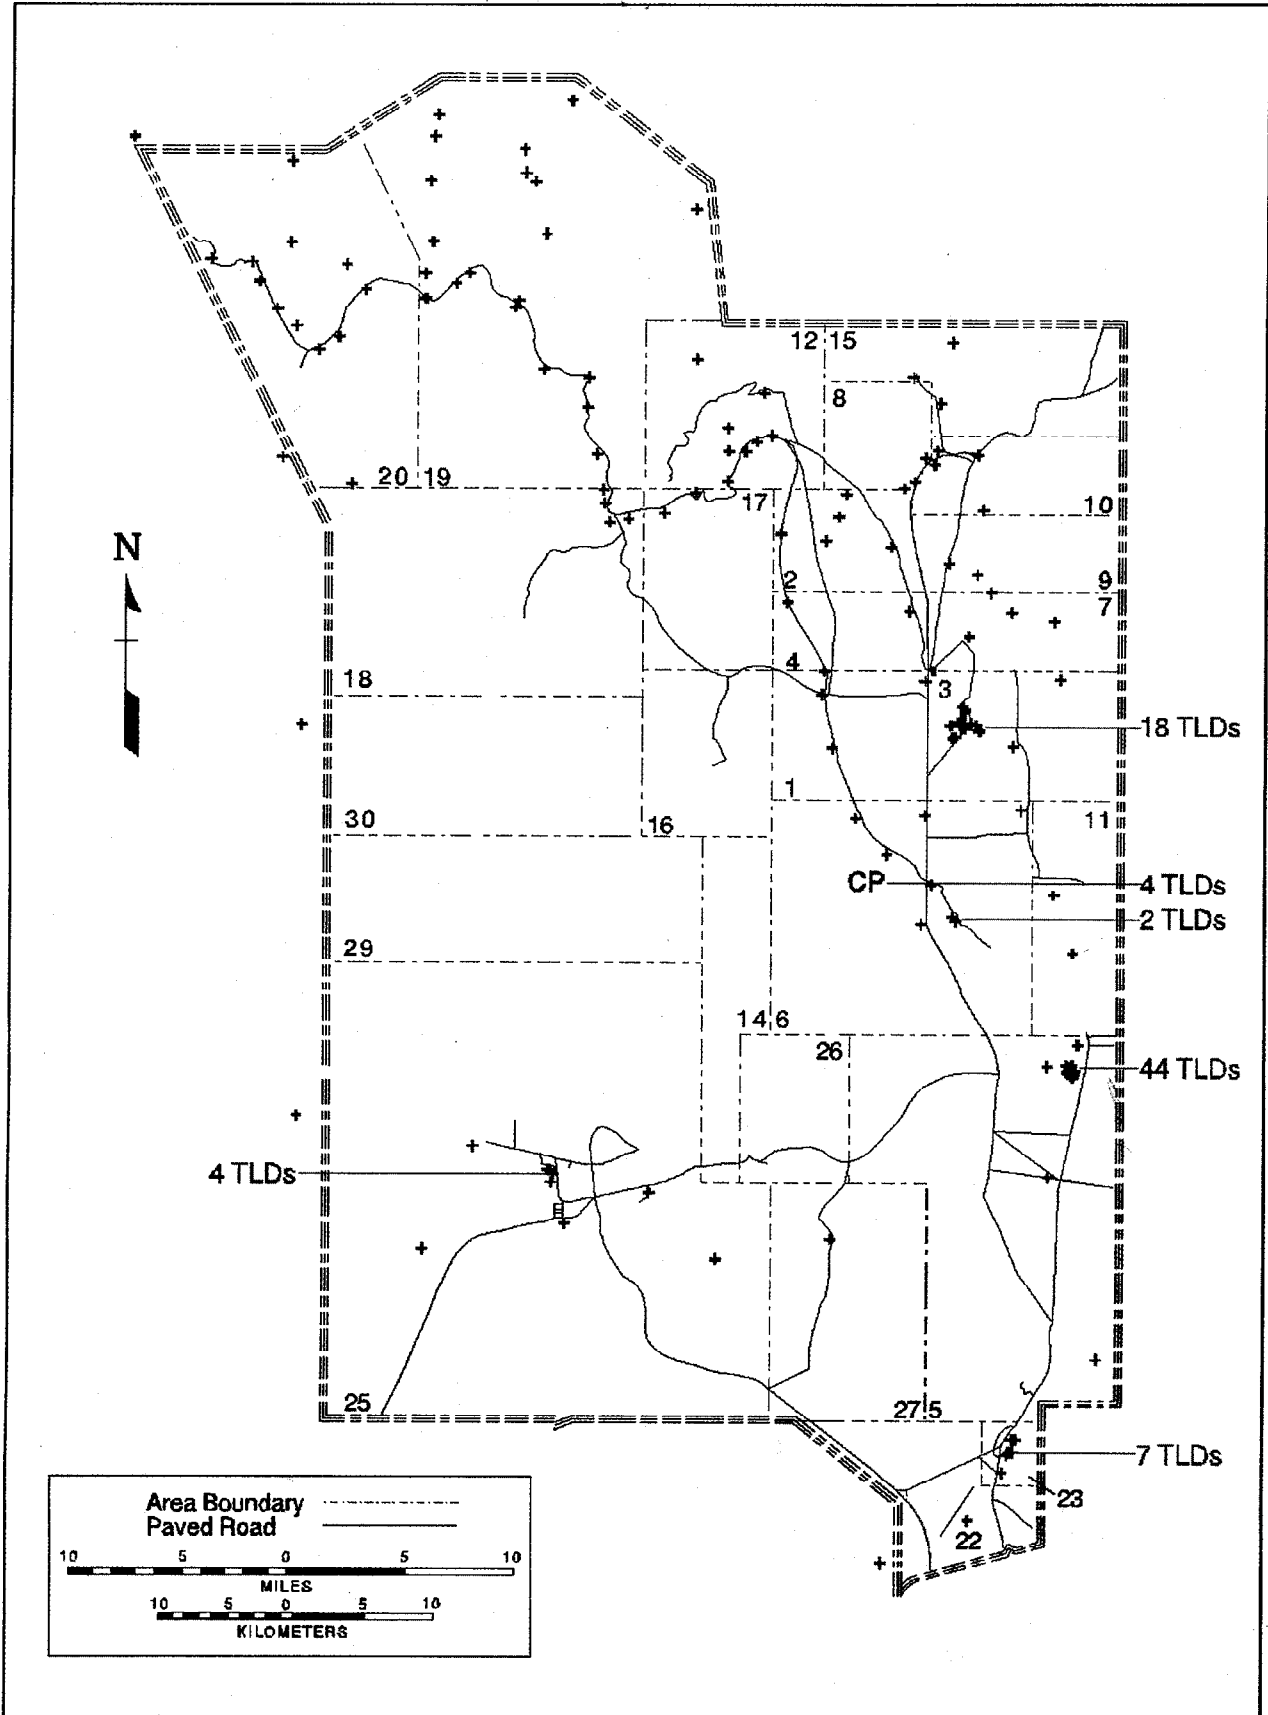 12 15
8
20 19
17
10
N
2
9
7
18
4
3
18 TLDs
1
30
16
11
CP
4 TLDs
2 TLDs
29
14 6
26
44 TLDs
4 TLDs
25
27 5
7 TLDs
23
22
Area Boundary
Paved Road
10 5 0 5 10
MILES
10 5 0 5 10
KILOMETERS